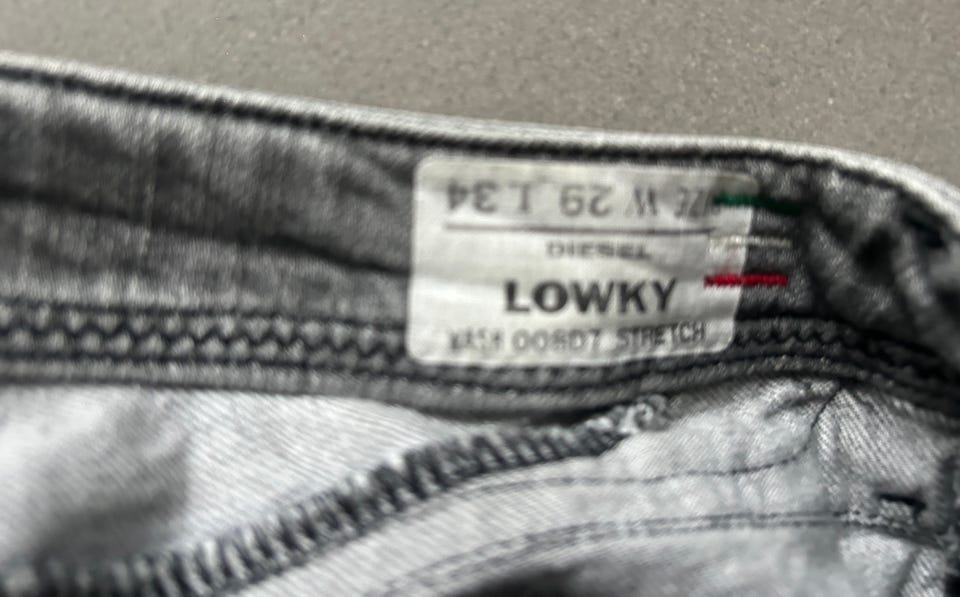 SIZE W 29 L 34
DIESEL
LOWKY
WASH 008D7 STRETCH